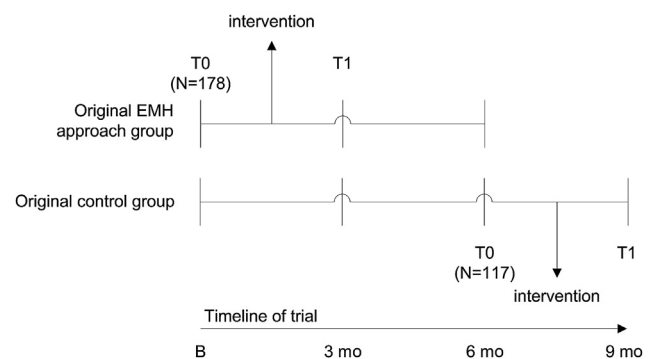 intervention
T0
(N=178)
T1
Original EMH
approach group
Original control group
T0
(N=117)
T1
intervention
Timeline of trial
B
3 mo
6 mo
9 mo